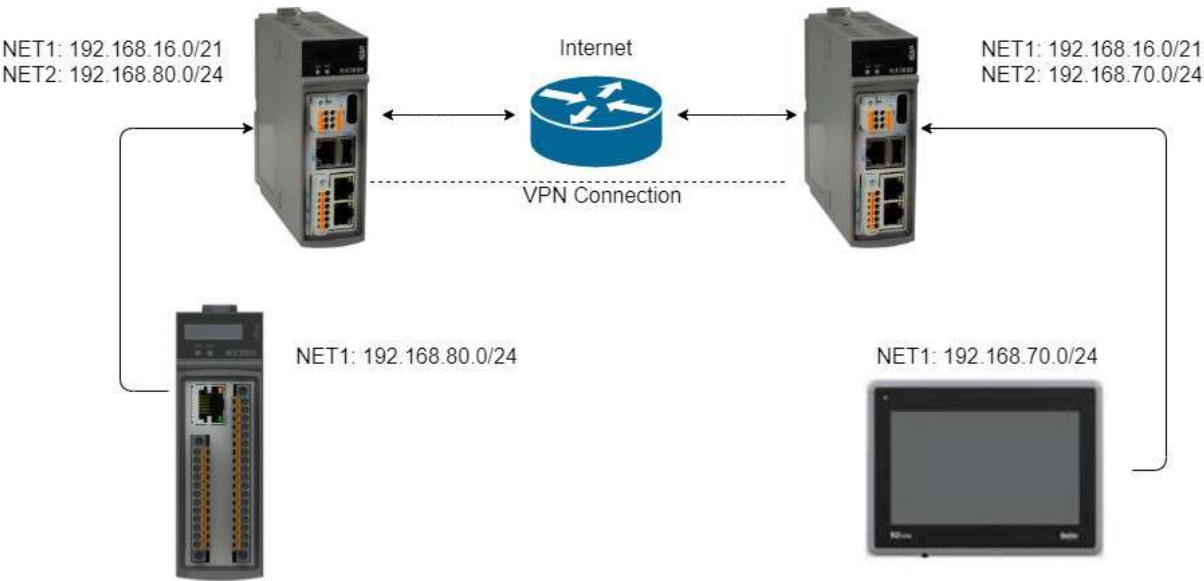 NET1: 192.168.16.0/21
NET2: 192.168.80.0/24
Internet
NET1: 192.168.16.0/21
NET2: 192.168.70.0/24
VPN Connection
NET1: 192.168.80.0/24
NET1: 192.168.70.0/24